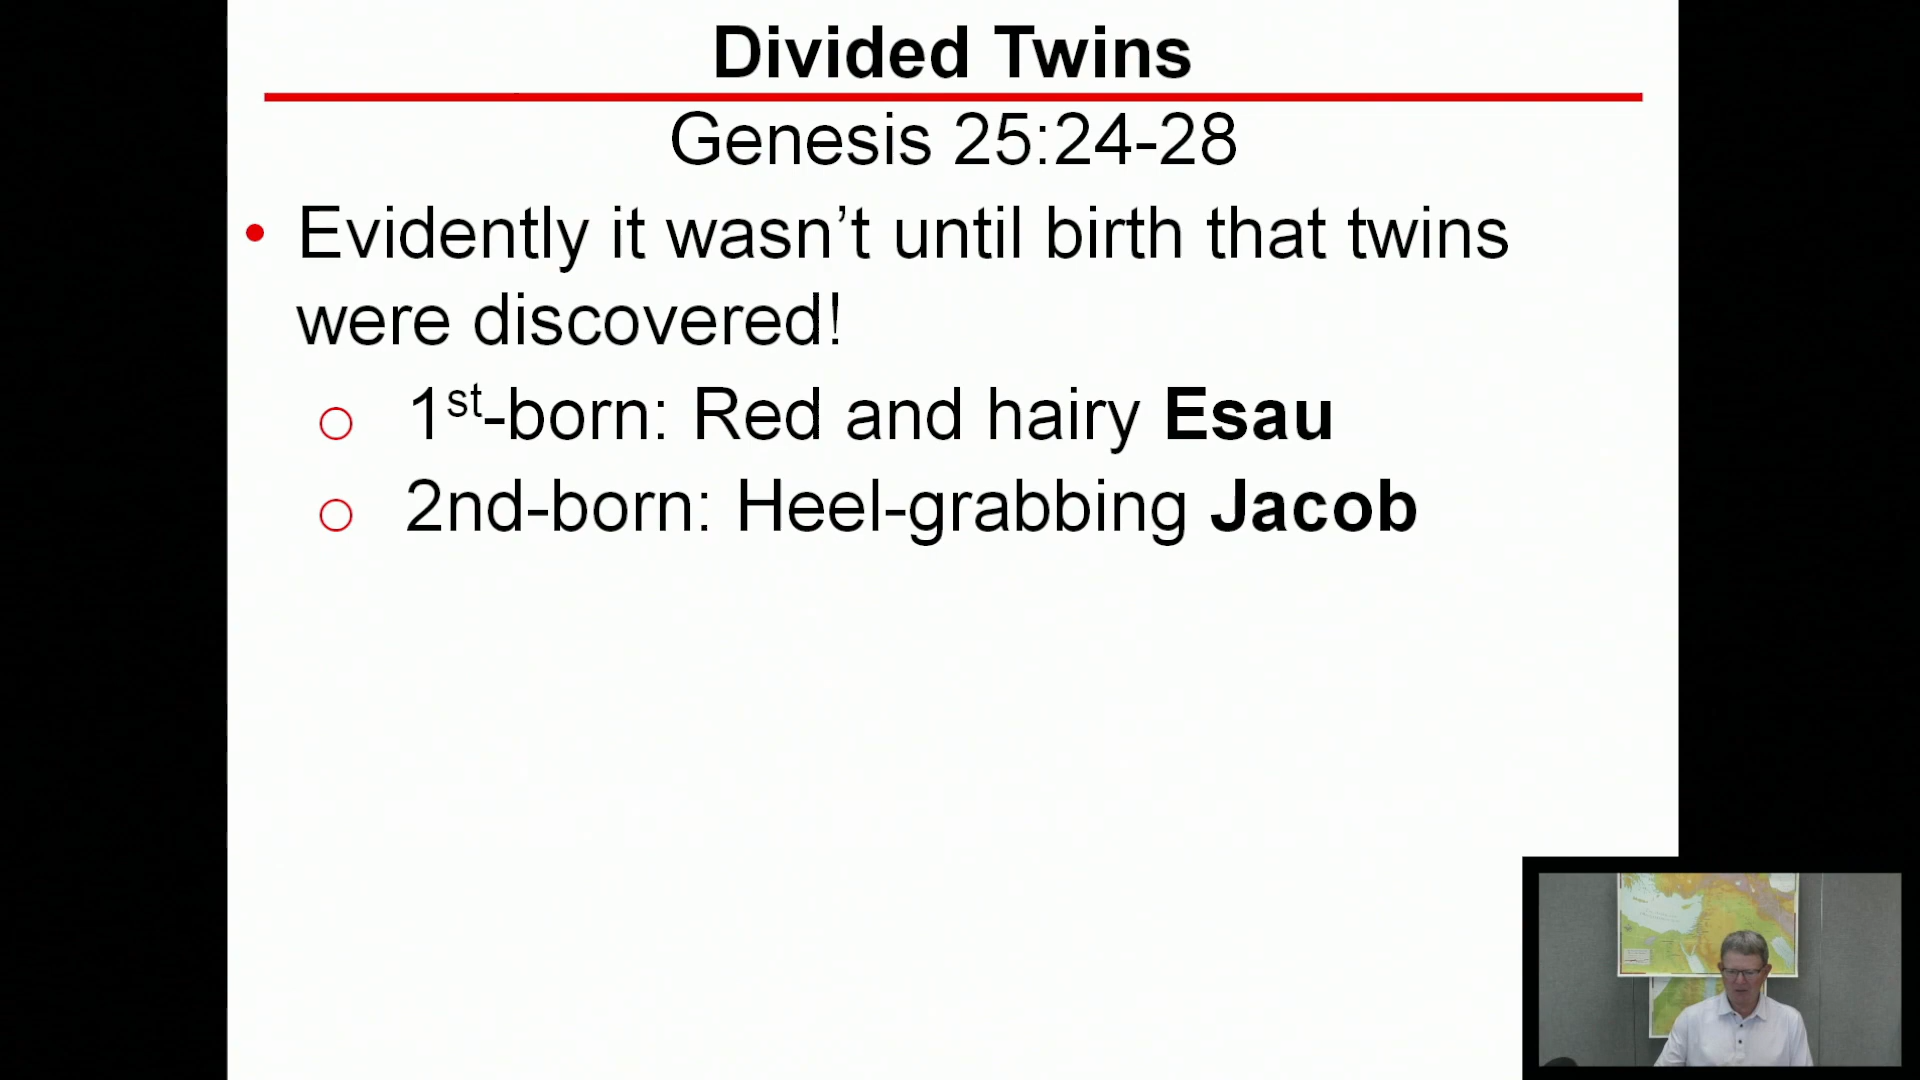 Divided Twins
Genesis 25:24-28
• Evidently it wasn’t until birth that twins
were discovered!
o 1st-born: Red and hairy Esau
o 2nd-born: Heel-grabbing Jacob